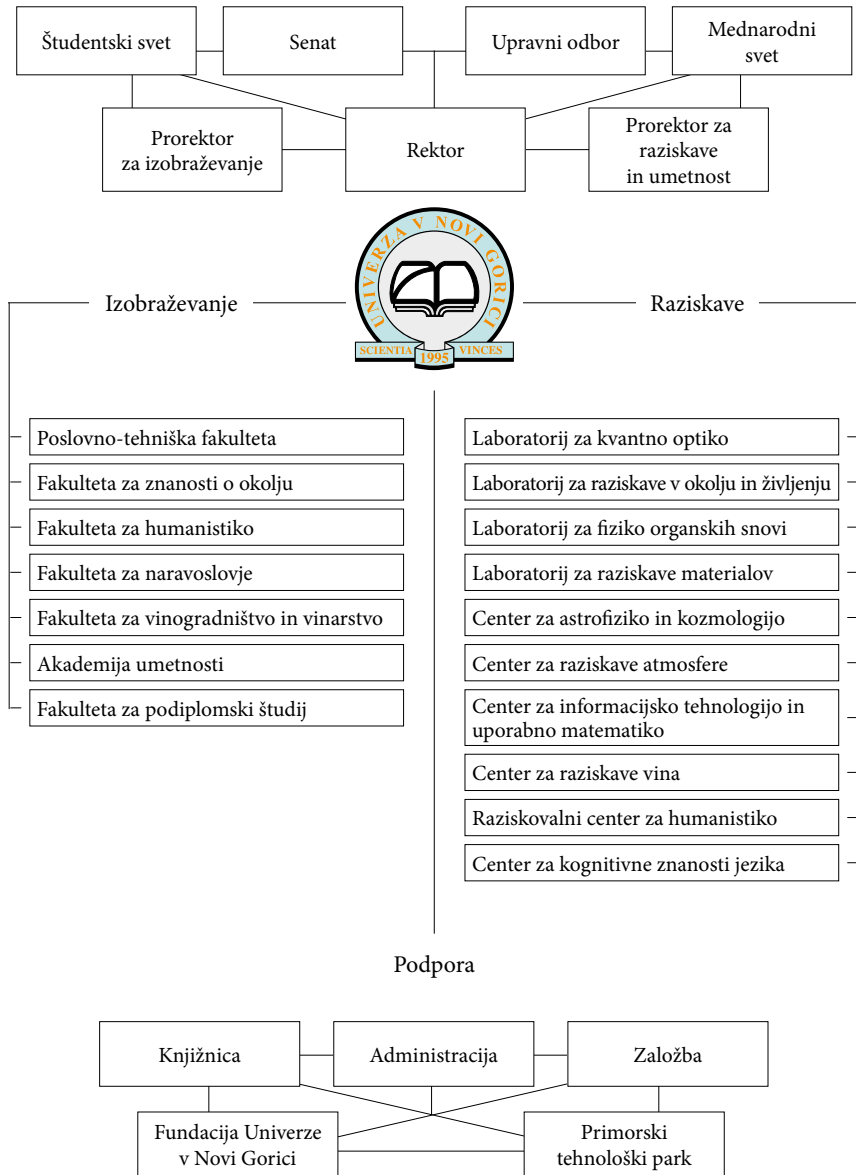 Študentski svet
Senat
Upravni odbor
Mednarodni
svet
Prorektor
za izobraževanje
Rektor
Prorektor za
raziskave
in umetnost
UNIVERZA V NOVI GORICI
SCIENTIA
1995
VINCES
Izobraževanje
Raziskave
Poslovno-tehniška fakulteta
Fakulteta za znanosti o okolju
Fakulteta za humanistiko
Fakulteta za naravoslovje
Fakulteta za vinogradništvo in vinarstvo
Akademija umetnosti
Fakulteta za podiplomski študij
Laboratorij za kvantno optiko
Laboratorij za raziskave v okolju in življenju
Laboratorij za fiziko organskih snovi
Laboratorij za raziskave materialov
Center za astrofiziko in kozmologijo
Center za raziskave atmosfere
Center za informacijsko tehnologijo in
uporabno matematiko
Center za raziskave vina
Raziskovalni center za humanistiko
Center za kognitivne znanosti jezika
Podpora
Knjižnica
Administracija
Založba
Fundacija Univerze
v Novi Gorici
Primorski
tehnološki park